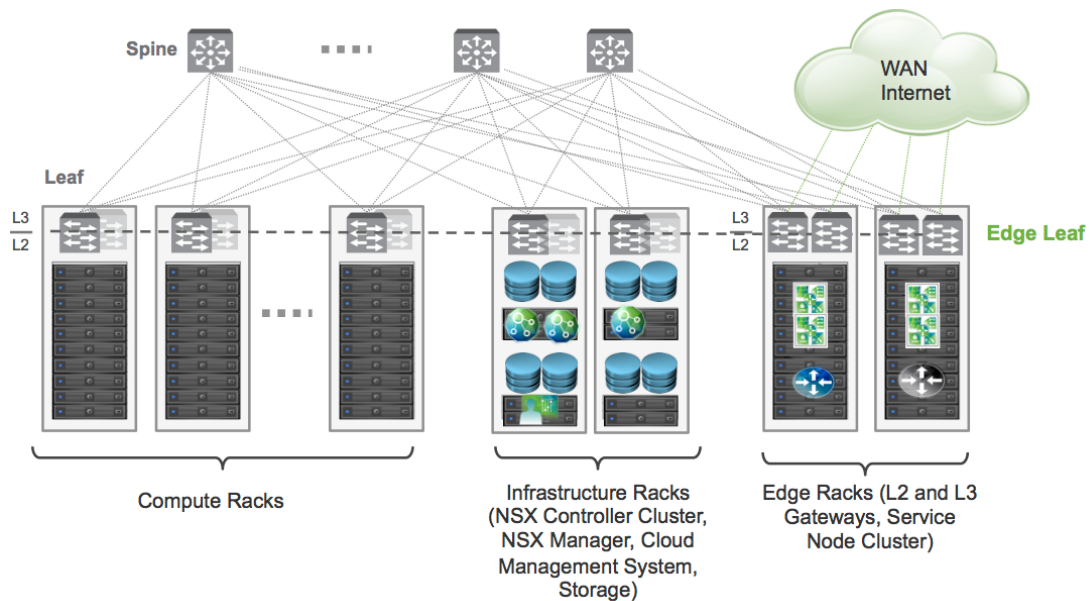 Spine
WAN
Internet
Leaf
L3
L2
L3
L2
Edge Leaf
Compute Racks
Infrastructure Racks
(NSX Controller Cluster,
NSX Manager, Cloud
Management System,
Storage)
Edge Racks (L2 and L3
Gateways, Service
Node Cluster)